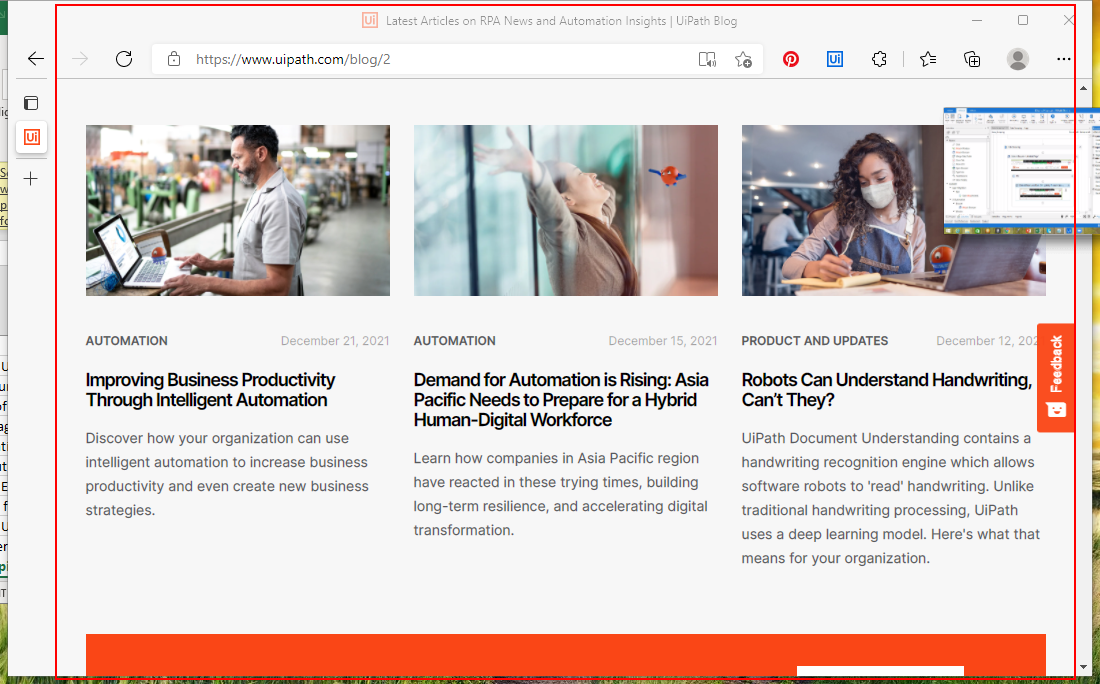 Ui Latest Articles on RPA News and Automation Insights | UiPath Blog
https://www.uipath.com/blog/2
Ui
Ui
AUTOMATION December 21, 2021
Improving Business Productivity
Through Intelligent Automation
Discover how your organization can use
intelligent automation to increase business
productivity and even create new business
strategies.
AUTOMATION December 15, 2021
Demand for Automation is Rising: Asia
Pacific Needs to Prepare for a Hybrid
Human-Digital Workforce
Learn how companies in Asia Pacific region
have reacted in these trying times, building
long-term resilience, and accelerating digital
transformation.
PRODUCT AND UPDATES December 12, 202
Robots Can Understand Handwriting,
Can't They?
UiPath Document Understanding contains a
handwriting recognition engine which allows
software robots to 'read' handwriting. Unlike
traditional handwriting processing, UiPath
uses a deep learning model. Here's what that
means for your organization.
Feedback